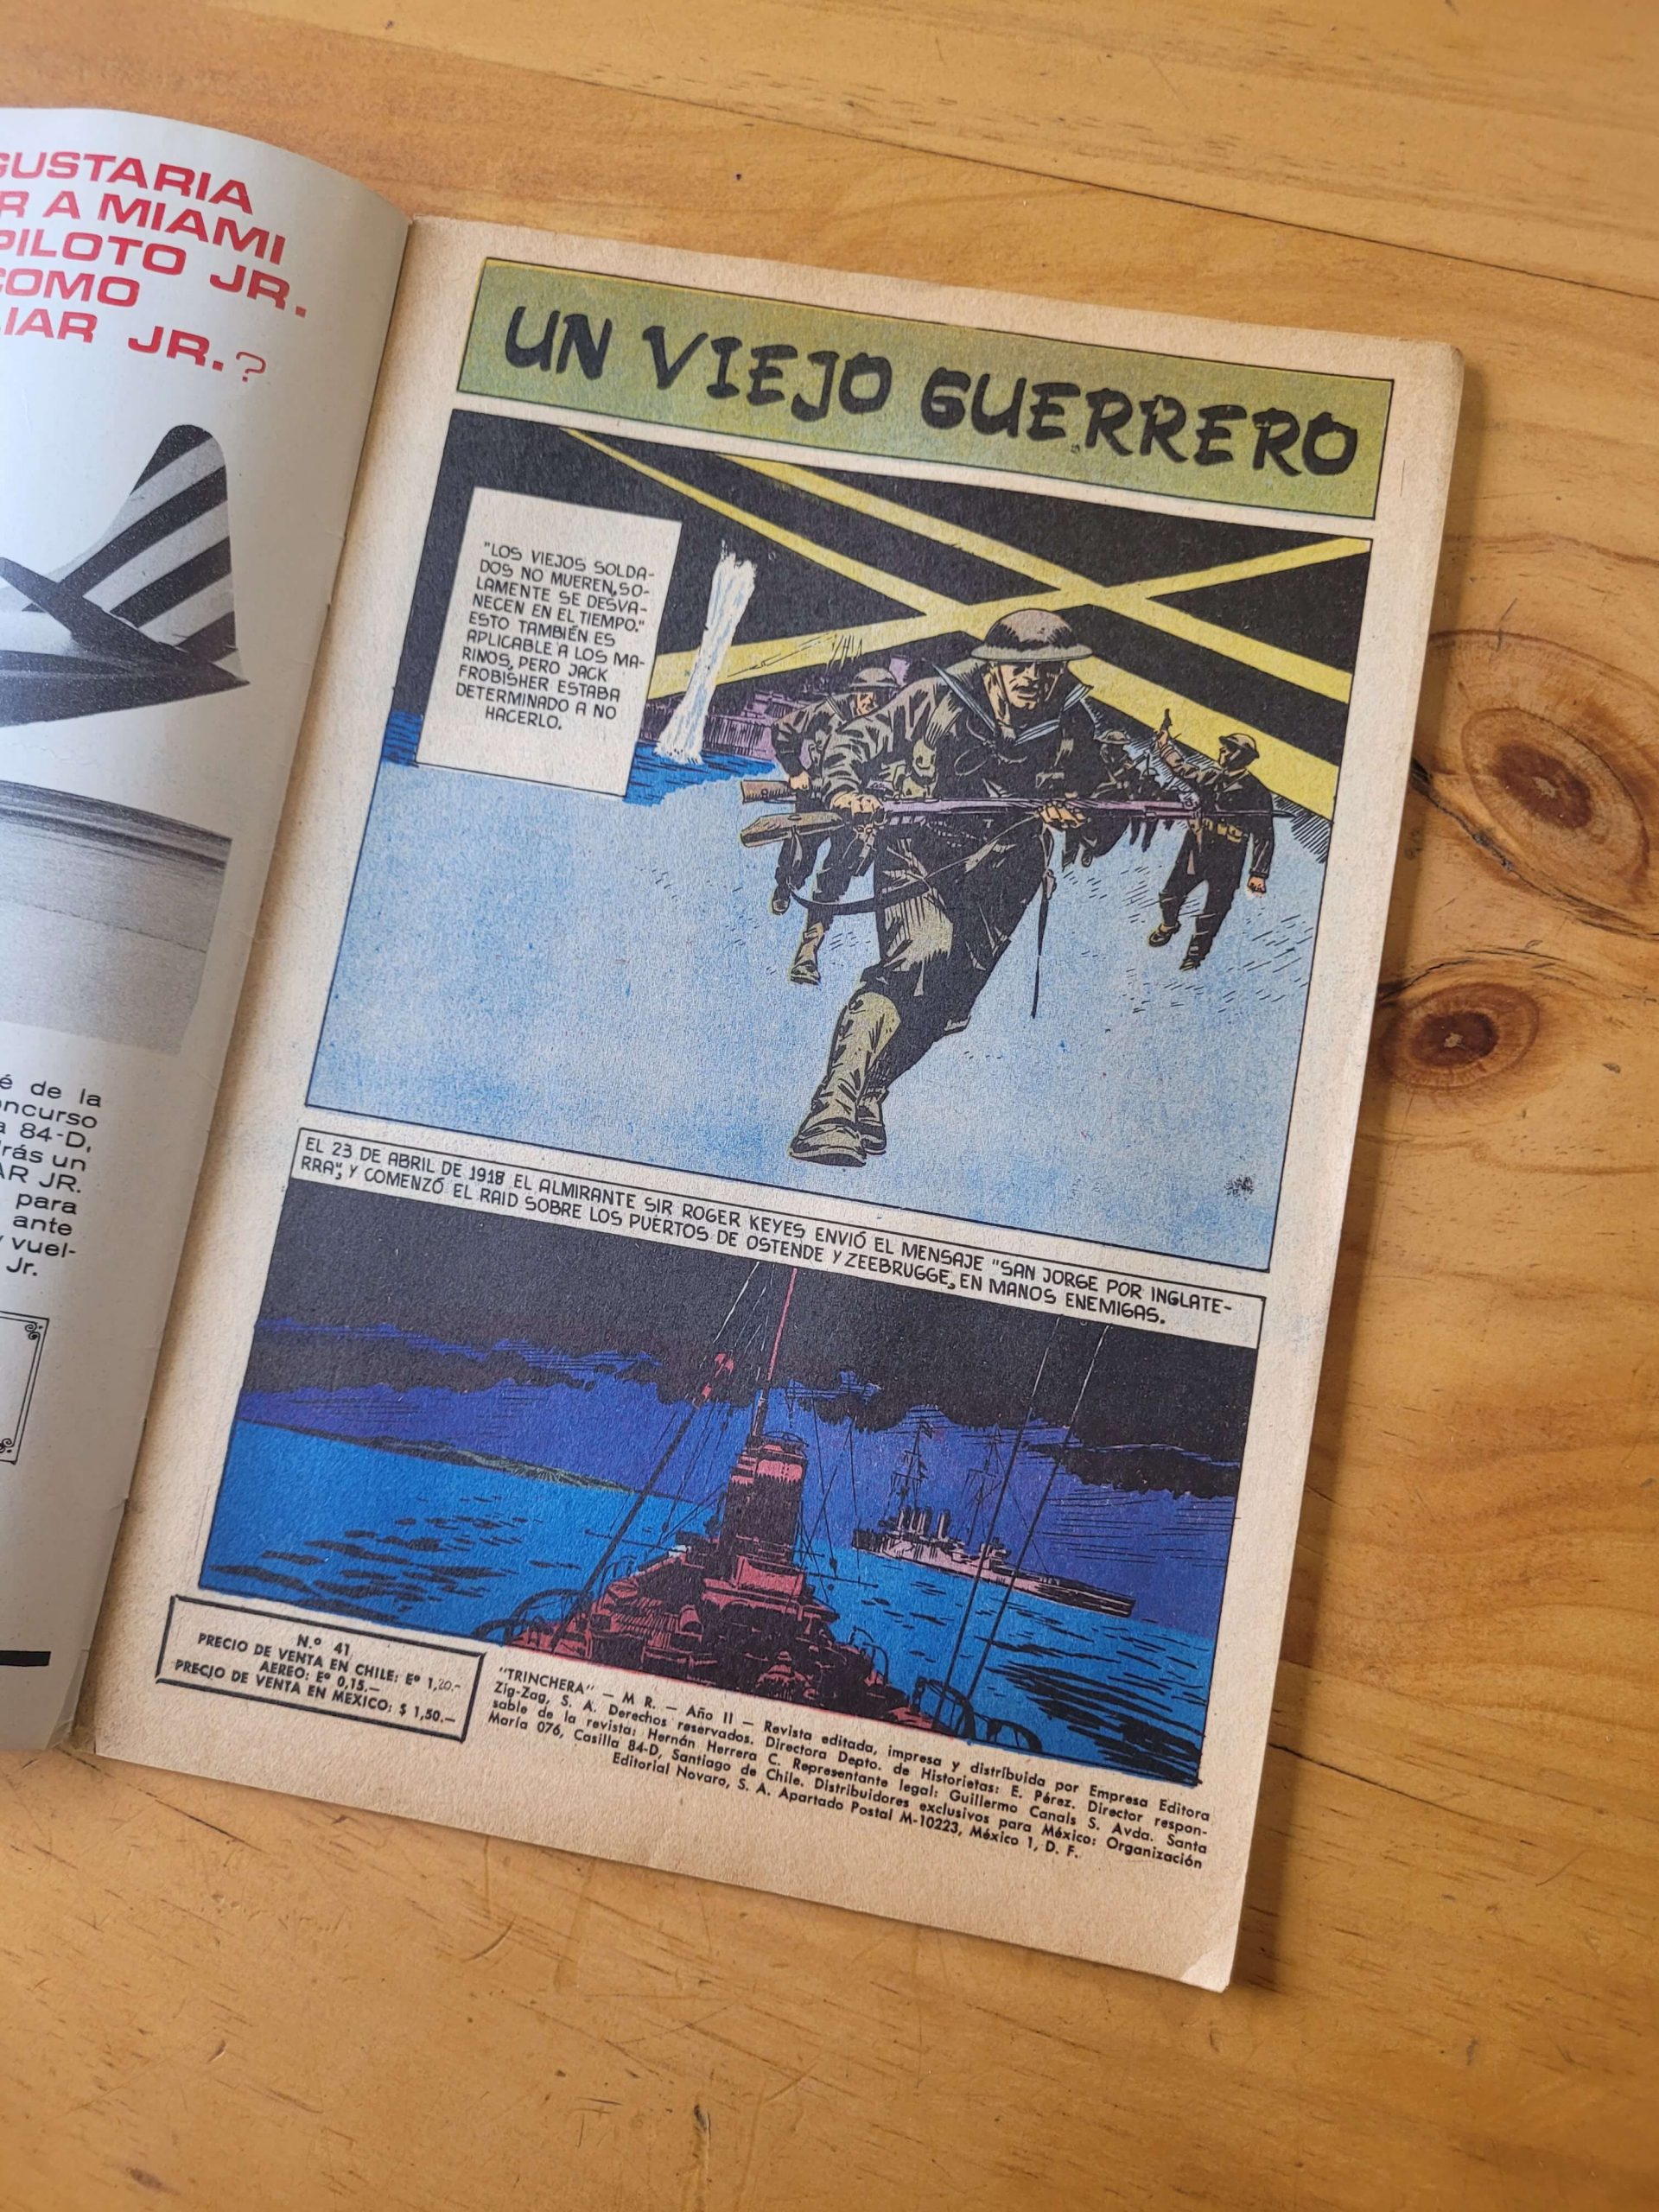 GUSTARIA
R A MIAMI
PILOTO JR.
COMO
IAR JR.?
é de la
ncurso
a 84-D,
rás un
AR JR.
para
ante
vuel-
Jr.
UN VIEJO GUERRERO
"LOS VIEJOS SOLDA-
DOS NO MUEREN, SO-
LAMENTE SE DESVA-
NECEN EN EL TIEMPO."
ESTO TAMBIÉN ES
APLICABLE A LOS MA-
RINOS, PERO JACK
FROBISHER ESTABA
DETERMINADO A NO
HACERLO.
EL 23 DE ABRIL DE 1918 EL ALMIRANTE SIR ROGER KEYES ENVIÓ EL MENSAJE "SAN JORGE POR INGLATE-
RRA", Y COMENZÓ EL RAID SOBRE LOS PUERTOS DE OSTENDE Y ZEEBRUGGE, EN MANOS ENEMIGAS.
N.º 41
PRECIO DE VENTA EN CHILE: Eº 1,20.-
AEREO: Eº 0,15.—
PRECIO DE VENTA EN MEXICO: $ 1,50.—
"TRINCHERA" — M R. — Año II — Revista editada, impresa y distribuida por Empresa Editora
Zig-Zag, S. A. Derechos reservados. Directora Depto. de Historietas: E. Pérez. Director respon-
sable de la revista: Hernán Herrera C. Representante legal: Guillermo Canals S. Avda. Santa
María 076, Casilla 84-D, Santiago de Chile. Distribuidores exclusivos para México: Organización
Editorial Novaro, S. A. Apartado Postal M-10223, México 1, D. F.